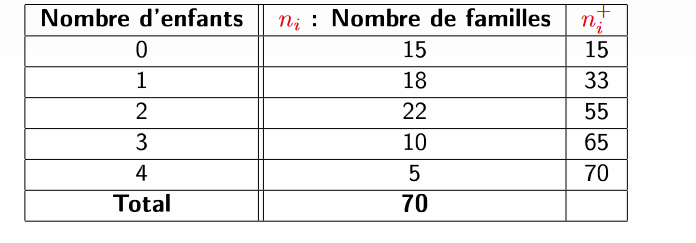 Nombre d'enfants n_i : Nombre de familles n_i^+
0 15 15
1 18 33
2 22 55
3 10 65
4 5 70
Total 70